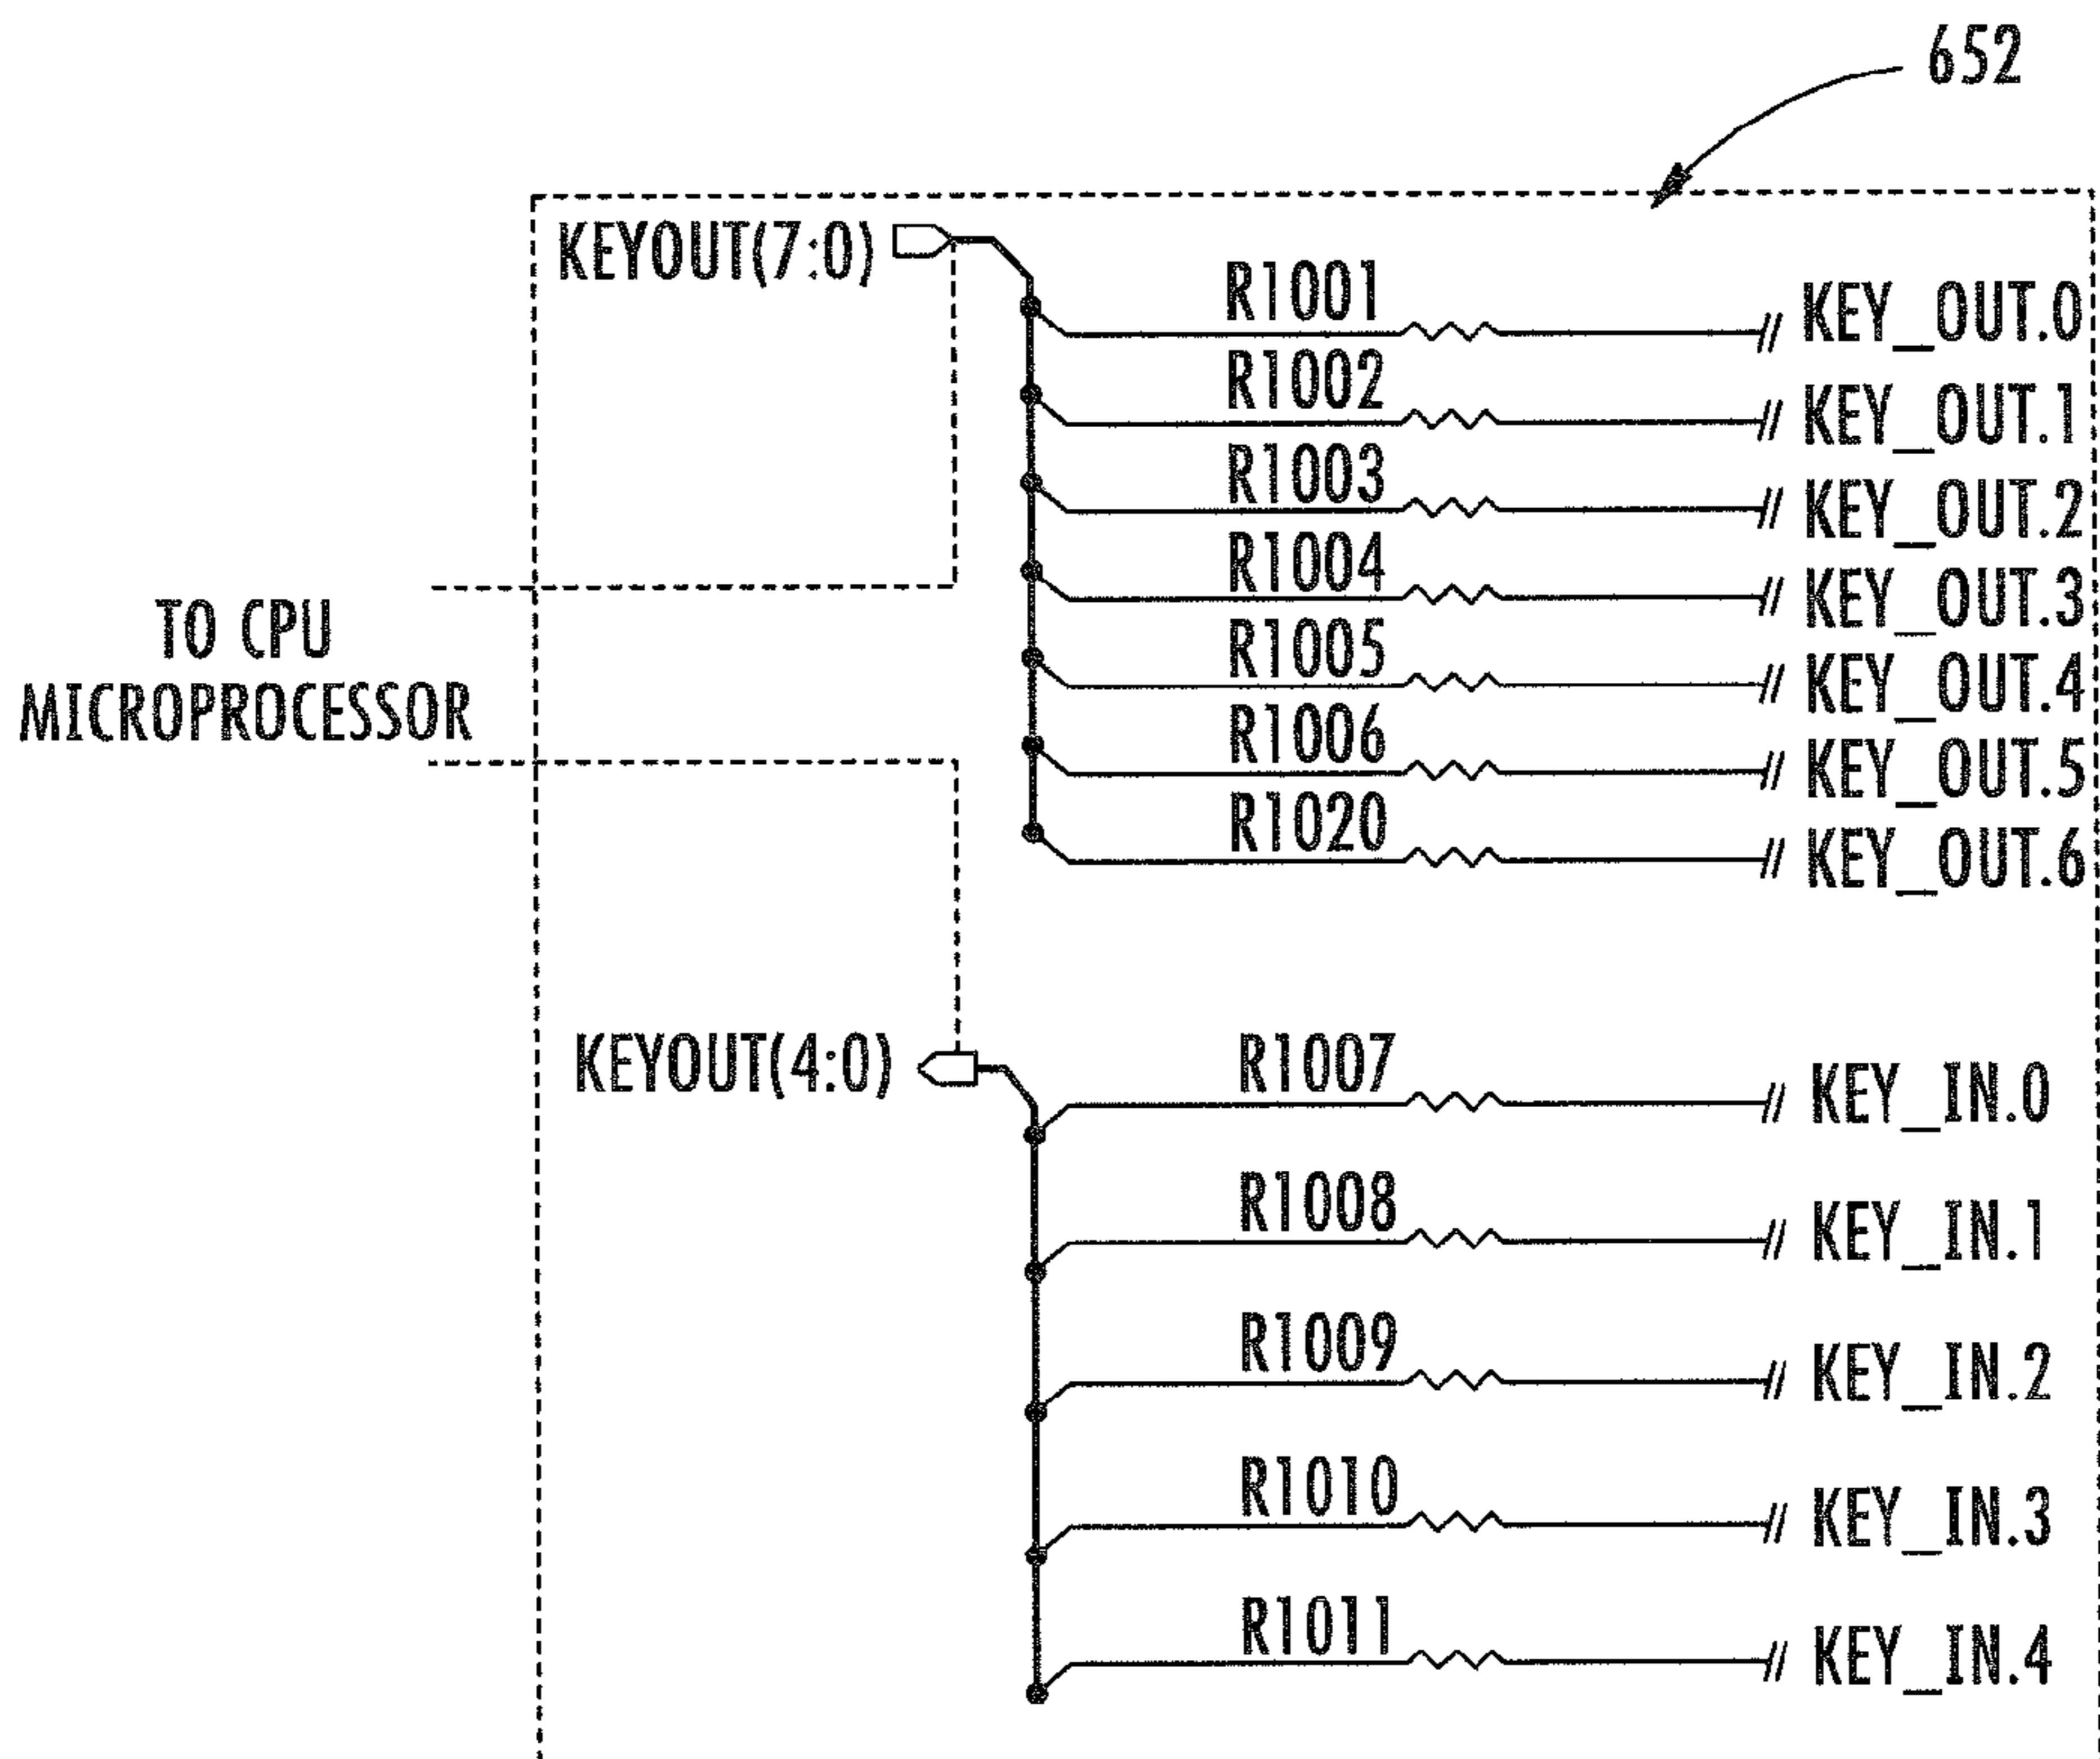 652
KEYOUT(7:0)
R1001 KEY_OUT.0
R1002 KEY_OUT.1
R1003 KEY_OUT.2
R1004 KEY_OUT.3
TO CPU
MICROPROCESSOR
R1005 KEY_OUT.4
R1006 KEY_OUT.5
R1020 KEY_OUT.6
KEYOUT(4:0)
R1007 KEY_IN.0
R1008 KEY_IN.1
R1009 KEY_IN.2
R1010 KEY_IN.3
R1011 KEY_IN.4